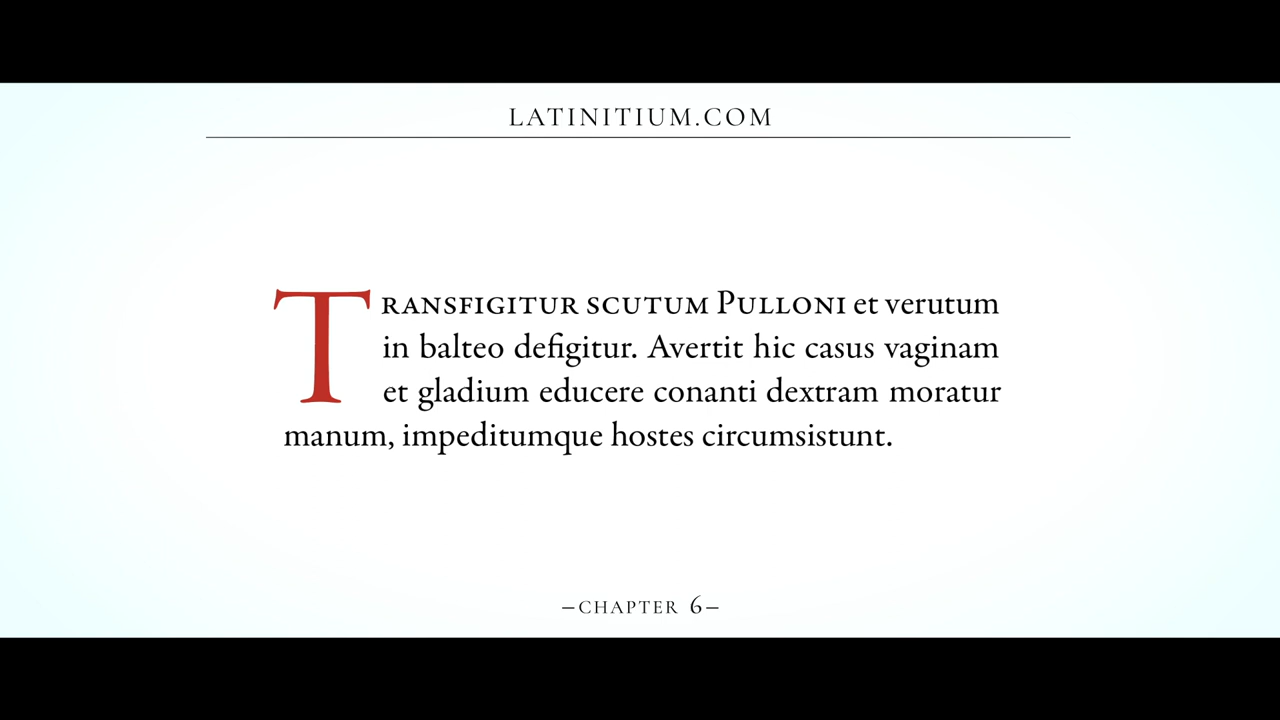 LATINITIUM.COM
TRANSFIGITUR SCUTUM PULLONI et verutum
in balteo defigitur. Avertit hic casus vaginam
et gladium educere conanti dextram moratur
manum, impeditumque hostes circumsistunt.
–CHAPTER 6–